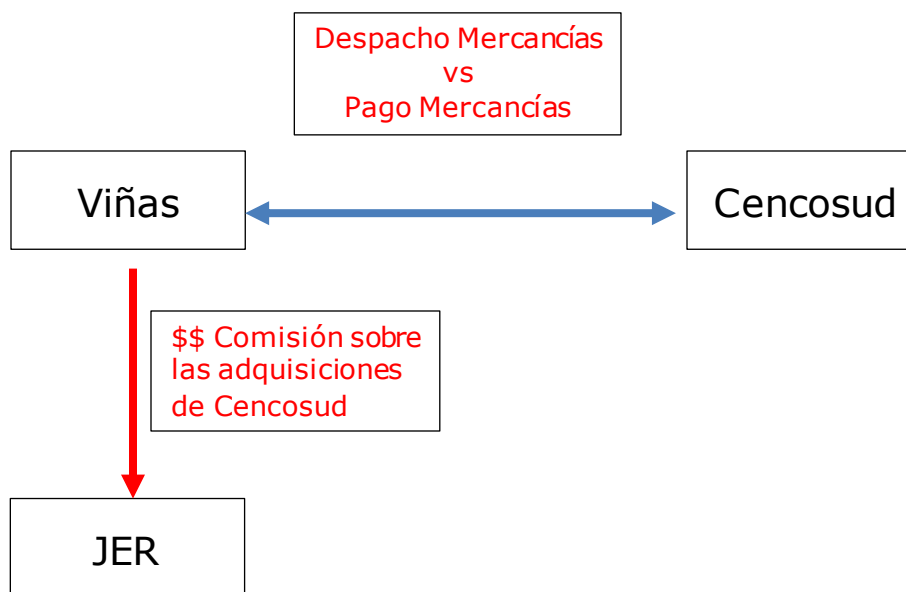 Despacho Mercancías
vs
Pago Mercancías
Viñas
Cencosud
$$ Comisión sobre
las adquisiciones
de Cencosud
JER